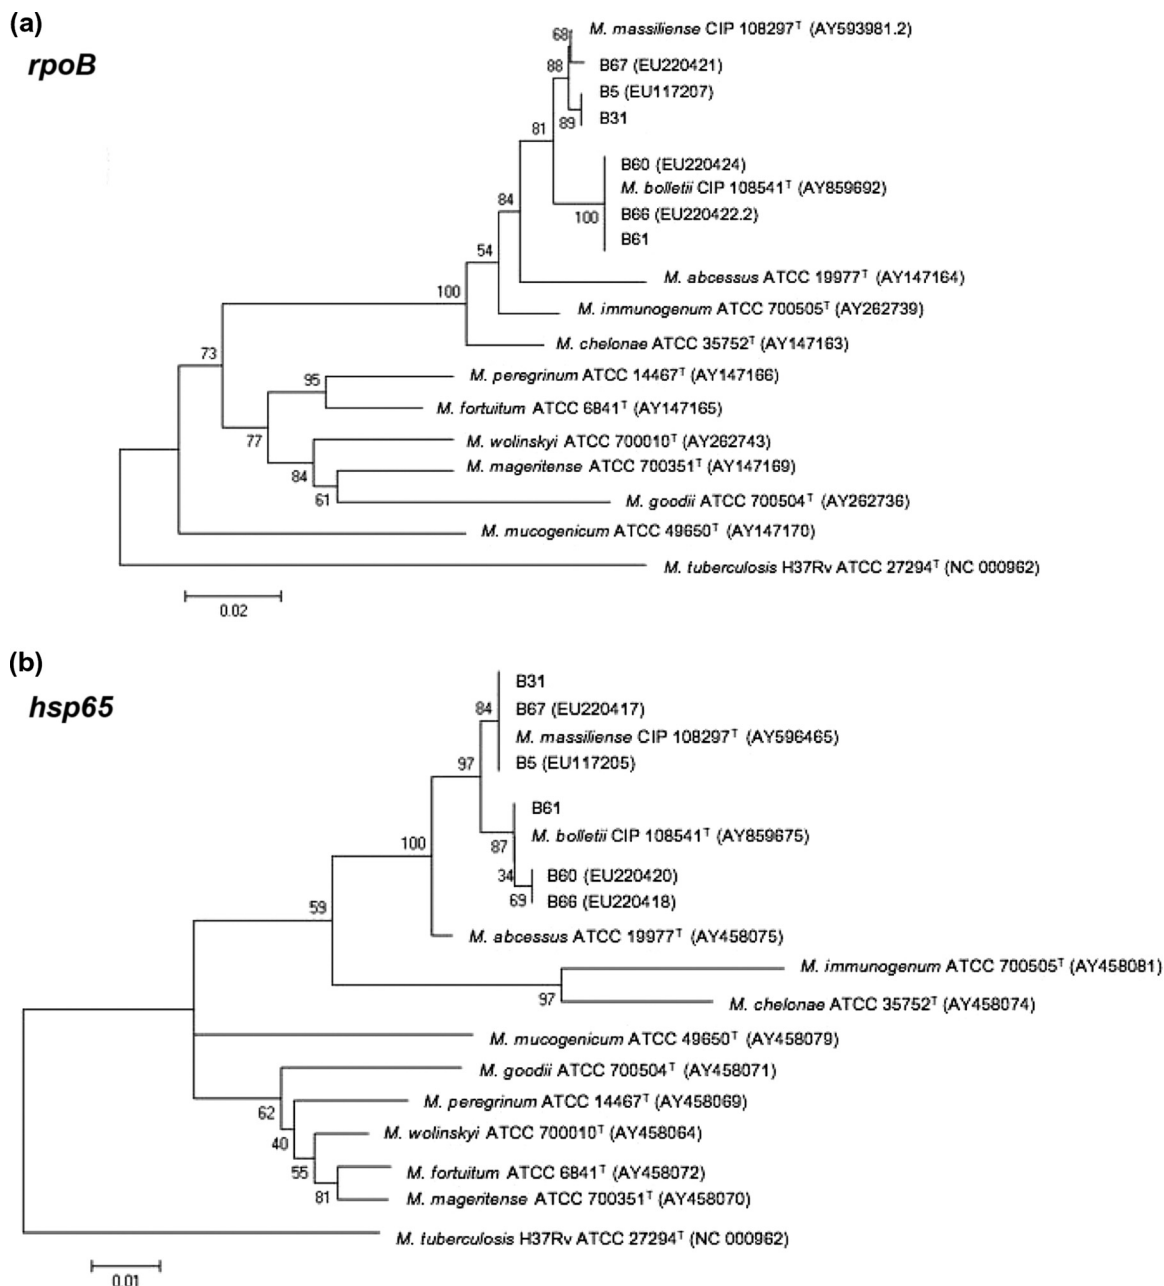 (a)
rpoB
68
M. massiliense CIP 108297ᵀ (AY593981.2)
88
B67 (EU220421)
B5 (EU117207)
89
B31
81
B60 (EU220424)
M. bolletii CIP 108541ᵀ (AY859692)
100
B66 (EU220422.2)
B61
84
54
M. abcessus ATCC 19977ᵀ (AY147164)
100
M. immunogenum ATCC 700505ᵀ (AY262739)
M. chelonae ATCC 35752ᵀ (AY147163)
73
95
M. peregrinum ATCC 14467ᵀ (AY147166)
M. fortuitum ATCC 6841ᵀ (AY147165)
77
M. wolinskyi ATCC 700010ᵀ (AY262743)
84
M. mageritense ATCC 700351ᵀ (AY147169)
61
M. goodii ATCC 700504ᵀ (AY262736)
M. mucogenicum ATCC 49650ᵀ (AY147170)
M. tuberculosis H37Rv ATCC 27294ᵀ (NC 000962)
0.02
(b)
hsp65
B31
84
B67 (EU220417)
M. massiliense CIP 108297ᵀ (AY596465)
97
B5 (EU117205)
B61
M. bolletii CIP 108541ᵀ (AY859675)
100
87
34
B60 (EU220420)
69
B66 (EU220418)
59
M. abcessus ATCC 19977ᵀ (AY458075)
M. immunogenum ATCC 700505ᵀ (AY458081)
97
M. chelonae ATCC 35752ᵀ (AY458074)
M. mucogenicum ATCC 49650ᵀ (AY458079)
M. goodii ATCC 700504ᵀ (AY458071)
62
M. peregrinum ATCC 14467ᵀ (AY458069)
40
M. wolinskyi ATCC 700010ᵀ (AY458064)
55
M. fortuitum ATCC 6841ᵀ (AY458072)
81
M. mageritense ATCC 700351ᵀ (AY458070)
M. tuberculosis H37Rv ATCC 27294ᵀ (NC 000962)
0.01